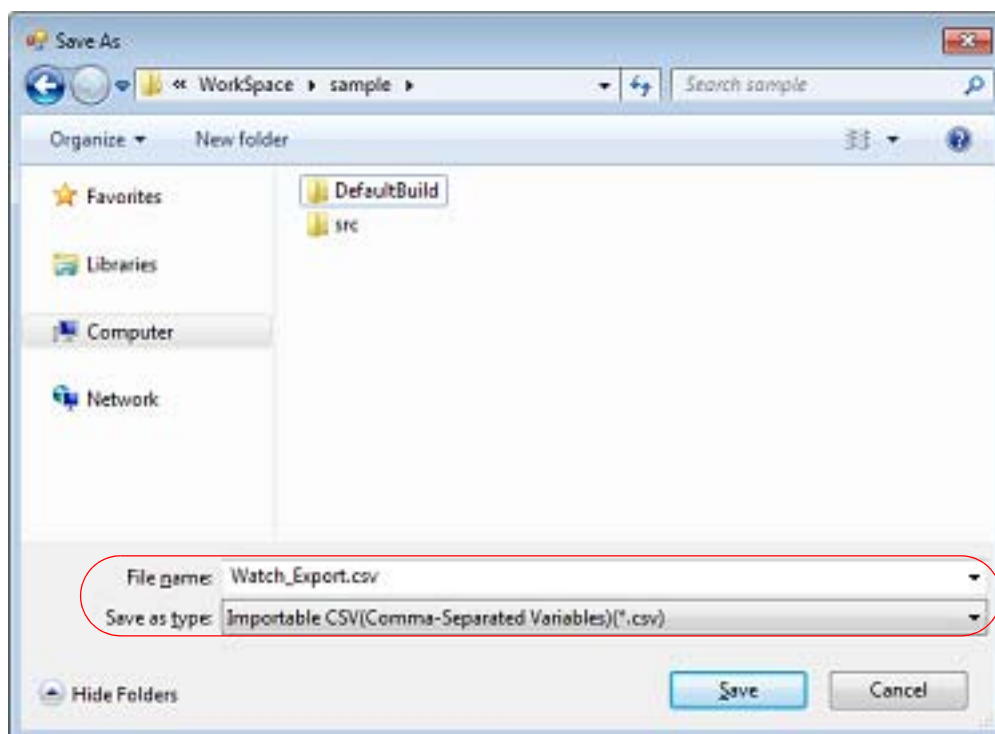 Save As
« WorkSpace ▸ sample ▸ Search sample
Organize New folder
Favorites
Libraries
Computer
Network
DefaultBuild
src
File name: Watch_Export.csv
Save as type: Importable CSV(Comma-Separated Variables)(*.csv)
Hide Folders Save Cancel